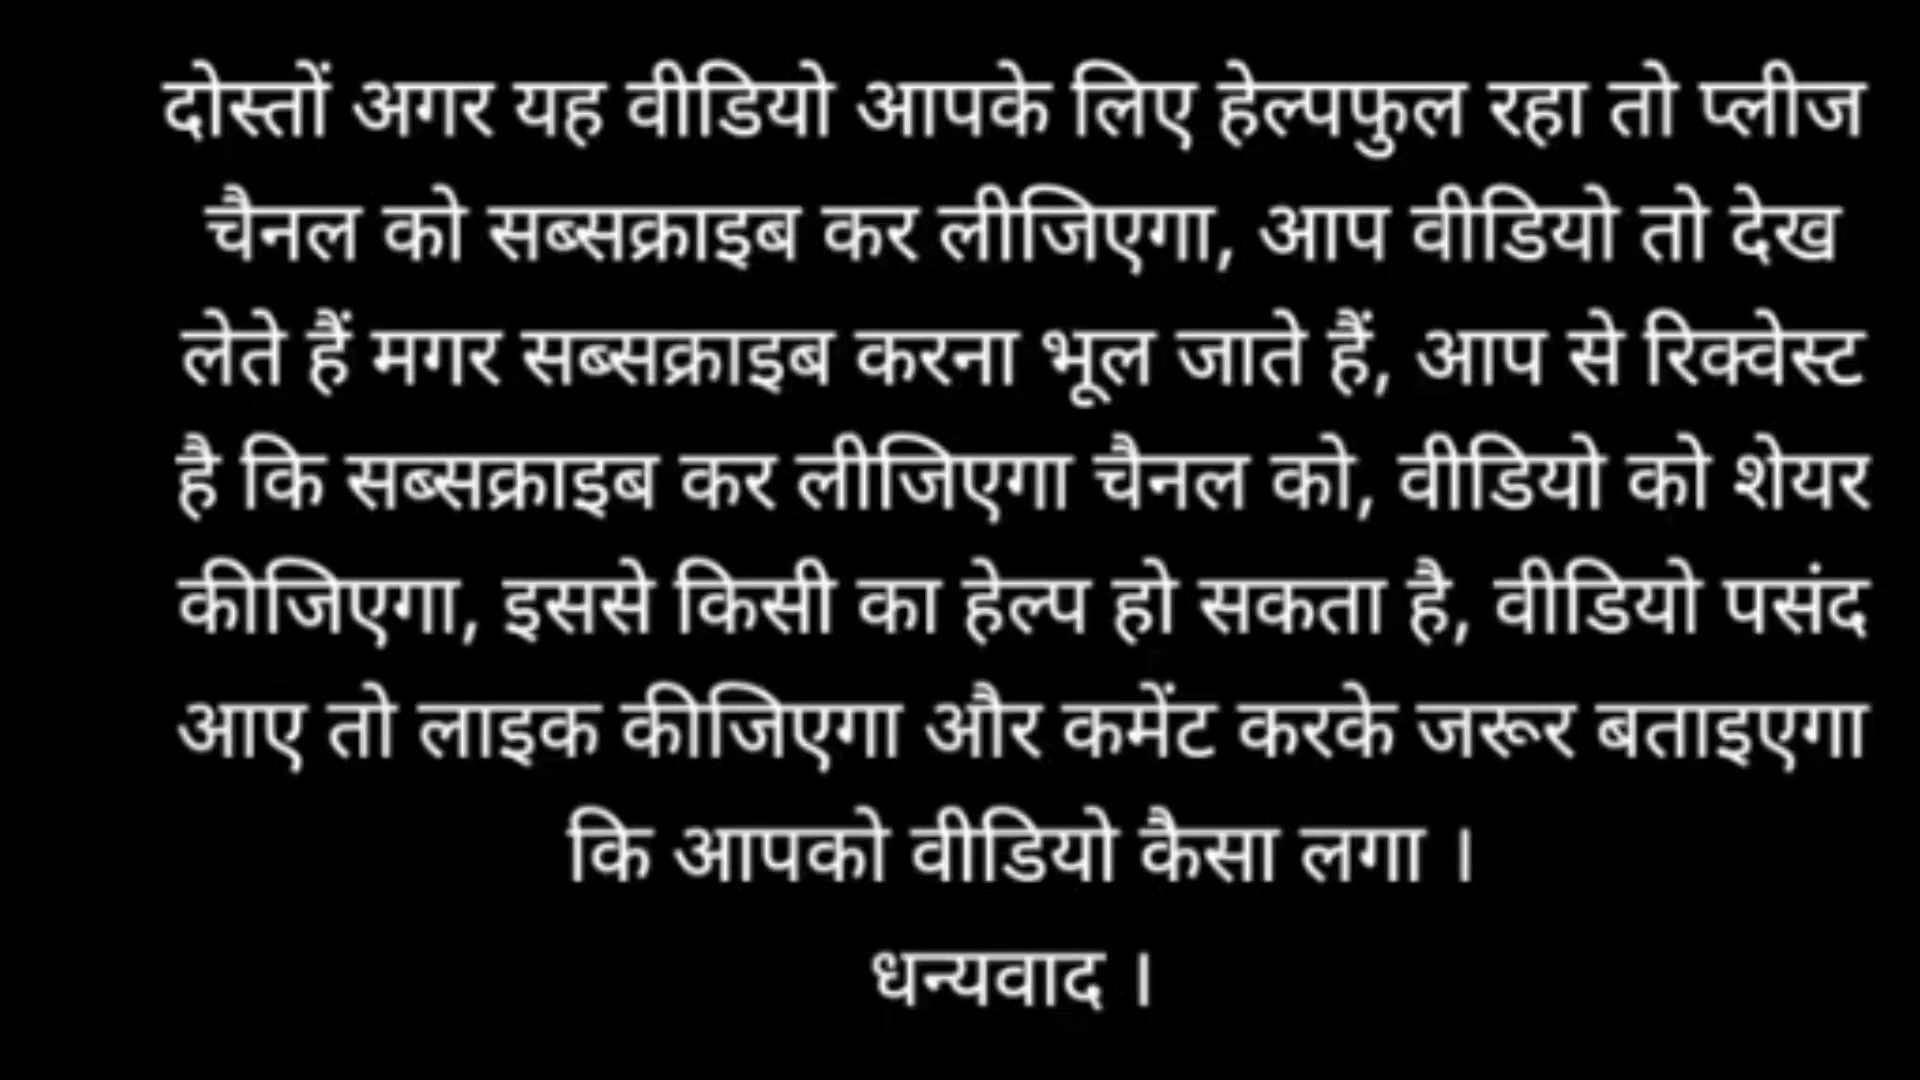 दोस्तों अगर यह वीडियो आपके लिए हेल्पफुल रहा तो प्लीज
चैनल को सब्सक्राइब कर लीजिएगा, आप वीडियो तो देख
लेते हैं मगर सब्सक्राइब करना भूल जाते हैं, आप से रिक्वेस्ट
है कि सब्सक्राइब कर लीजिएगा चैनल को, वीडियो को शेयर
कीजिएगा, इससे किसी का हेल्प हो सकता है, वीडियो पसंद
आए तो लाइक कीजिएगा और कमेंट करके जरूर बताइएगा
कि आपको वीडियो कैसा लगा ।
धन्यवाद ।